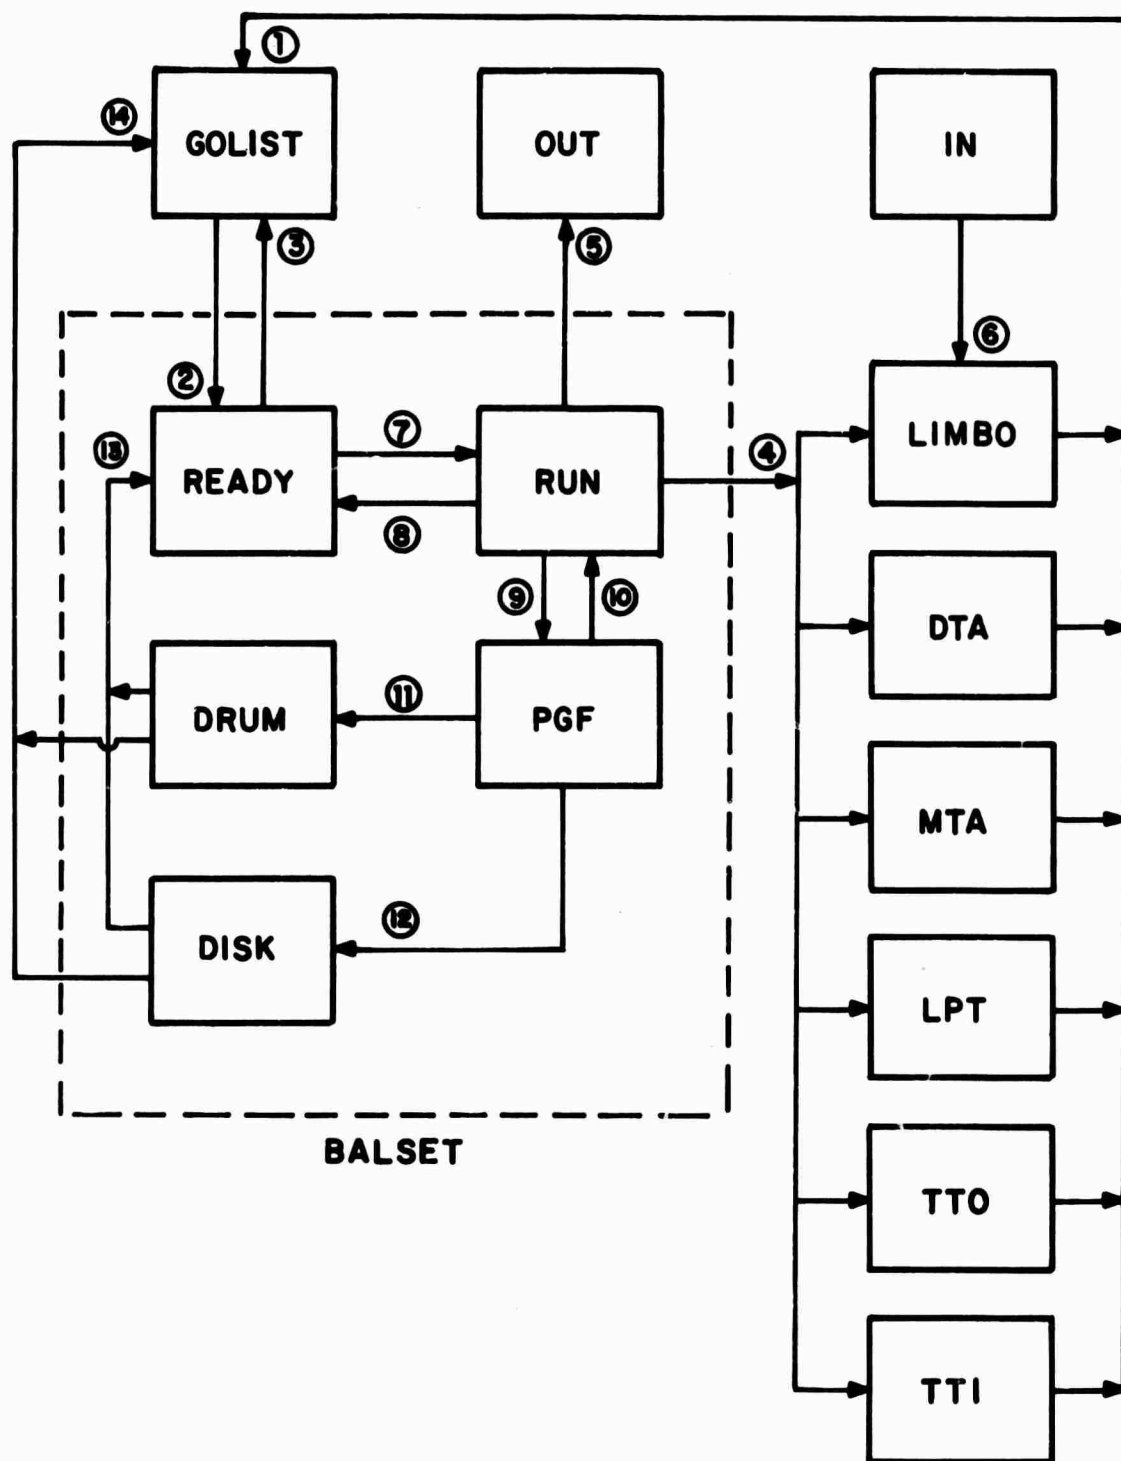 ①
⑭
GOLIST
OUT
IN
③
⑤
②
⑥
⑬
⑦
④
LIMBO
READY
RUN
⑧
⑨
⑩
DTA
⑪
DRUM
PGF
MTA
⑫
DISK
LPT
BALSET
TTO
TTI